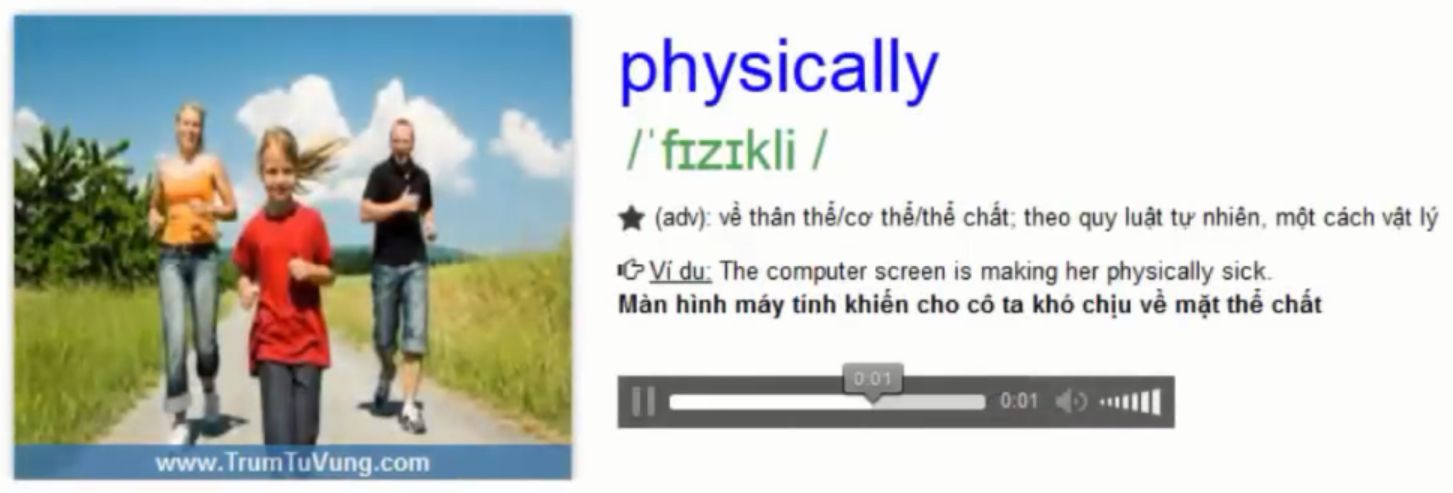 physically
/ˈfɪzɪkli /
★ (adv): về thân thể/cơ thể/thể chất; theo quy luật tự nhiên, một cách vật lý
Ví du: The computer screen is making her physically sick.
Màn hình máy tính khiến cho cô ta khó chịu về mặt thể chất
0:01
0:01
www.TrumTuVung.com